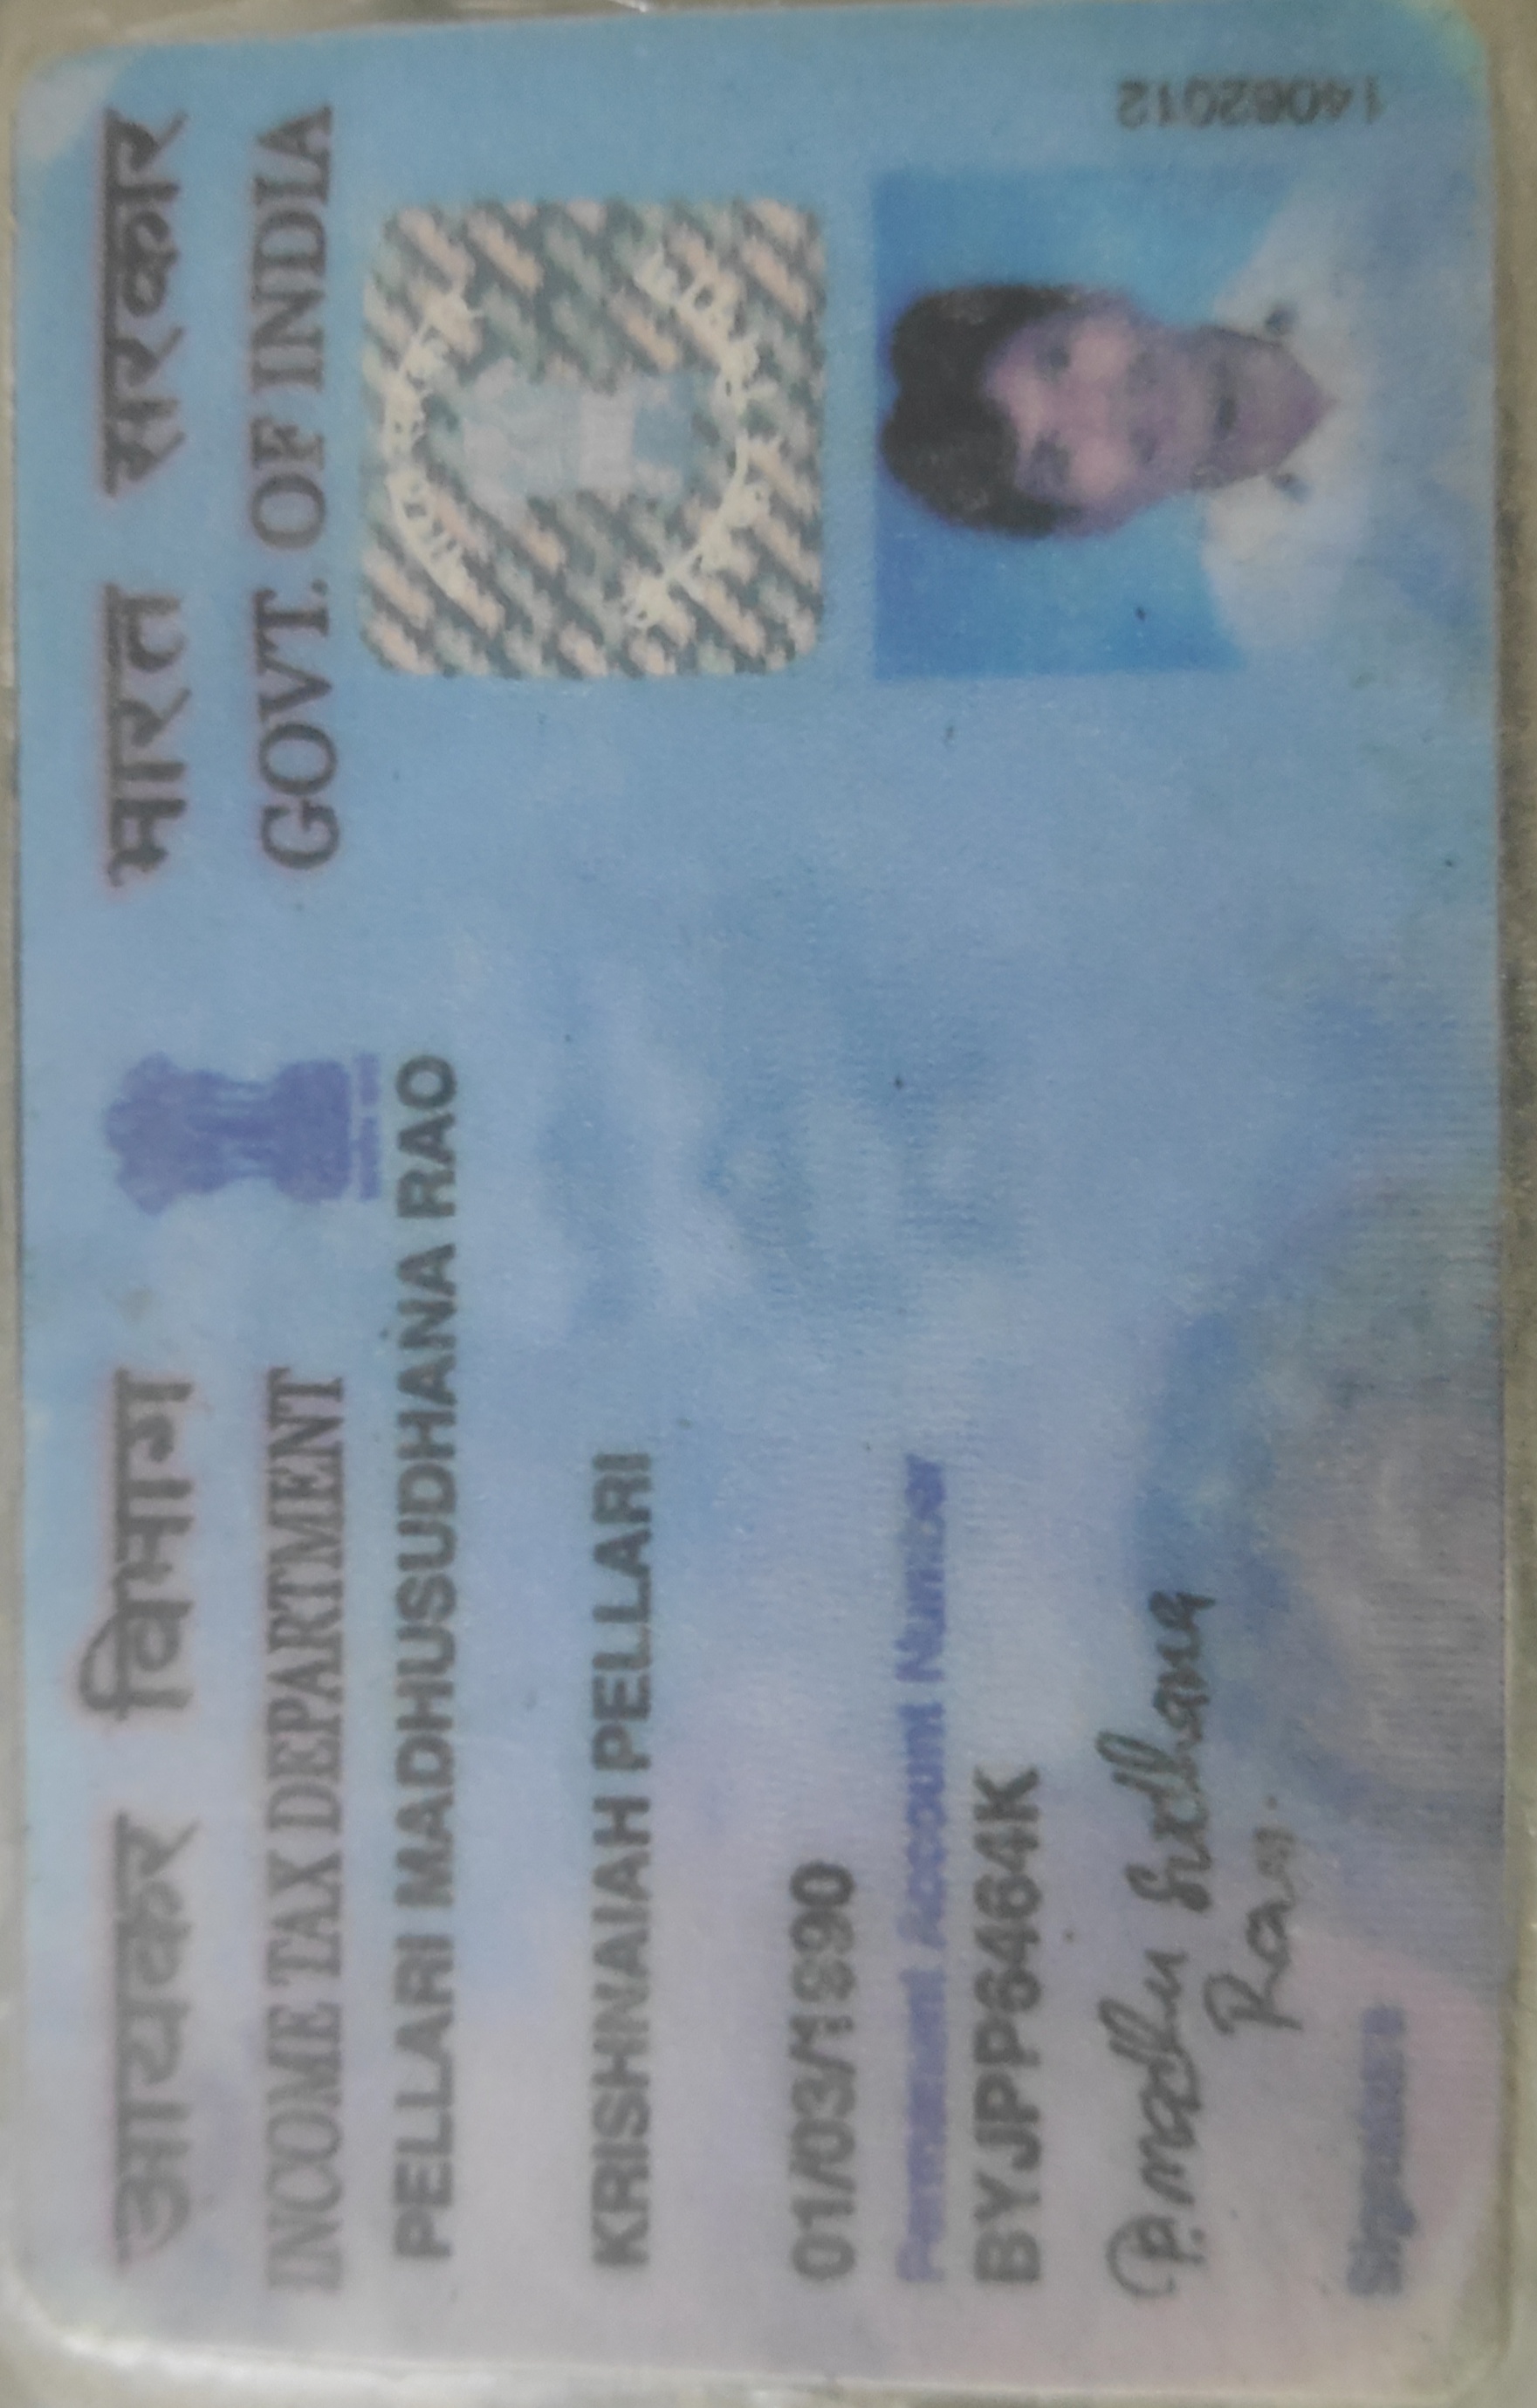 आयकर विभाग भारत सरकार
INCOME TAX DEPARTMENT GOVT. OF INDIA
PELLARI MADHUSUDHANA RAO
KRISHNAIAH PELLARI
01/03/1990
Permanent Account Number
BYJPP6464K
P. Madhu Sudhana
Rao.
Signature
14062012